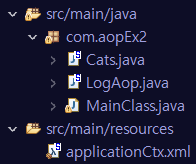 src/main/java
com.aopEx2
Cats.java
LogAop.java
MainClass.java
src/main/resources
applicationCtx.xml